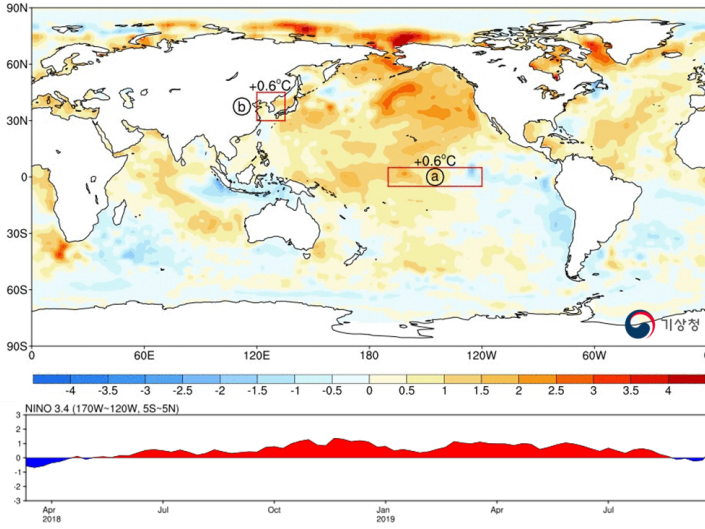 90N
60N
30N
0
30S
60S
90S
+0.6°C
ⓑ
+0.6°C
ⓐ
기상청
0 60E 120E 180 120W 60W
-4 -3.5 -3 -2.5 -2 -1.5 -1 -0.5 0 0.5 1 1.5 2 2.5 3 3.5 4
NINO 3.4 (170W~120W, 5S~5N)
3
2
1
0
-1
-2
-3
Apr Jul Oct Jan Apr Jul
2018 2019